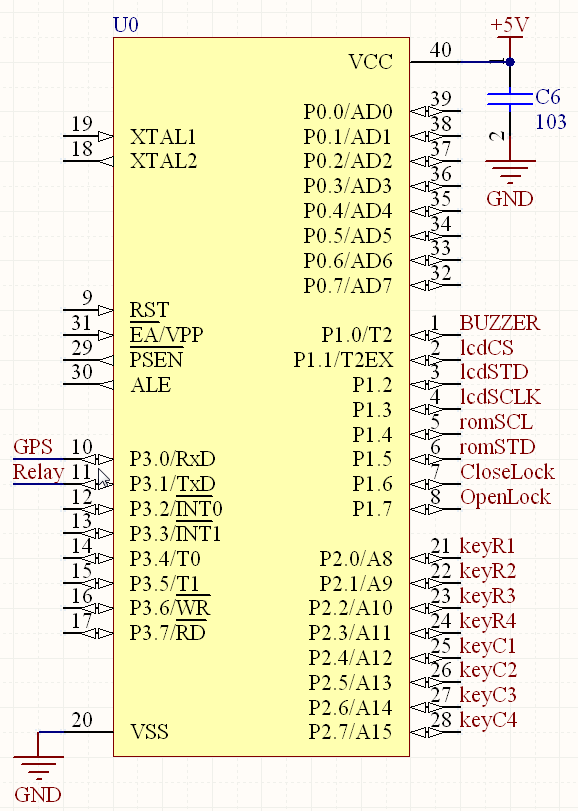 U0
+5V
VCC 40
1
C6
103
2
GND
19 XTAL1
18 XTAL2
P0.0/AD0 39
P0.1/AD1 38
P0.2/AD2 37
P0.3/AD3 36
P0.4/AD4 35
P0.5/AD5 34
P0.6/AD6 33
P0.7/AD7 32
9 RST
31 EA/VPP
29 PSEN
30 ALE
P1.0/T2 1 BUZZER
P1.1/T2EX 2 lcdCS
P1.2 3 lcdSTD
P1.3 4 lcdSCLK
P1.4 5 romSCL
P1.5 6 romSTD
P1.6 7 CloseLock
P1.7 8 OpenLock
GPS 10 P3.0/RxD
Relay 11 P3.1/TxD
12 P3.2/INT0
13 P3.3/INT1
14 P3.4/T0
15 P3.5/T1
16 P3.6/WR
17 P3.7/RD
P2.0/A8 21 keyR1
P2.1/A9 22 keyR2
P2.2/A10 23 keyR3
P2.3/A11 24 keyR4
P2.4/A12 25 keyC1
P2.5/A13 26 keyC2
P2.6/A14 27 keyC3
P2.7/A15 28 keyC4
20 VSS
GND